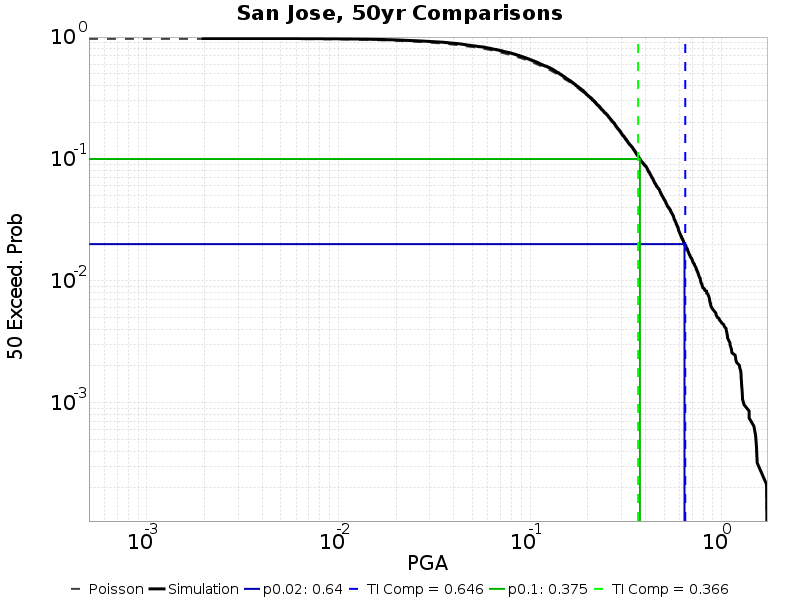 San Jose, 50yr Comparisons
50 Exceed. Prob
10^0
10^-1
10^-2
10^-3
10^-3 10^-2 10^-1 10^0
PGA
Poisson Simulation p0.02: 0.64 TI Comp = 0.646 p0.1: 0.375 TI Comp = 0.366